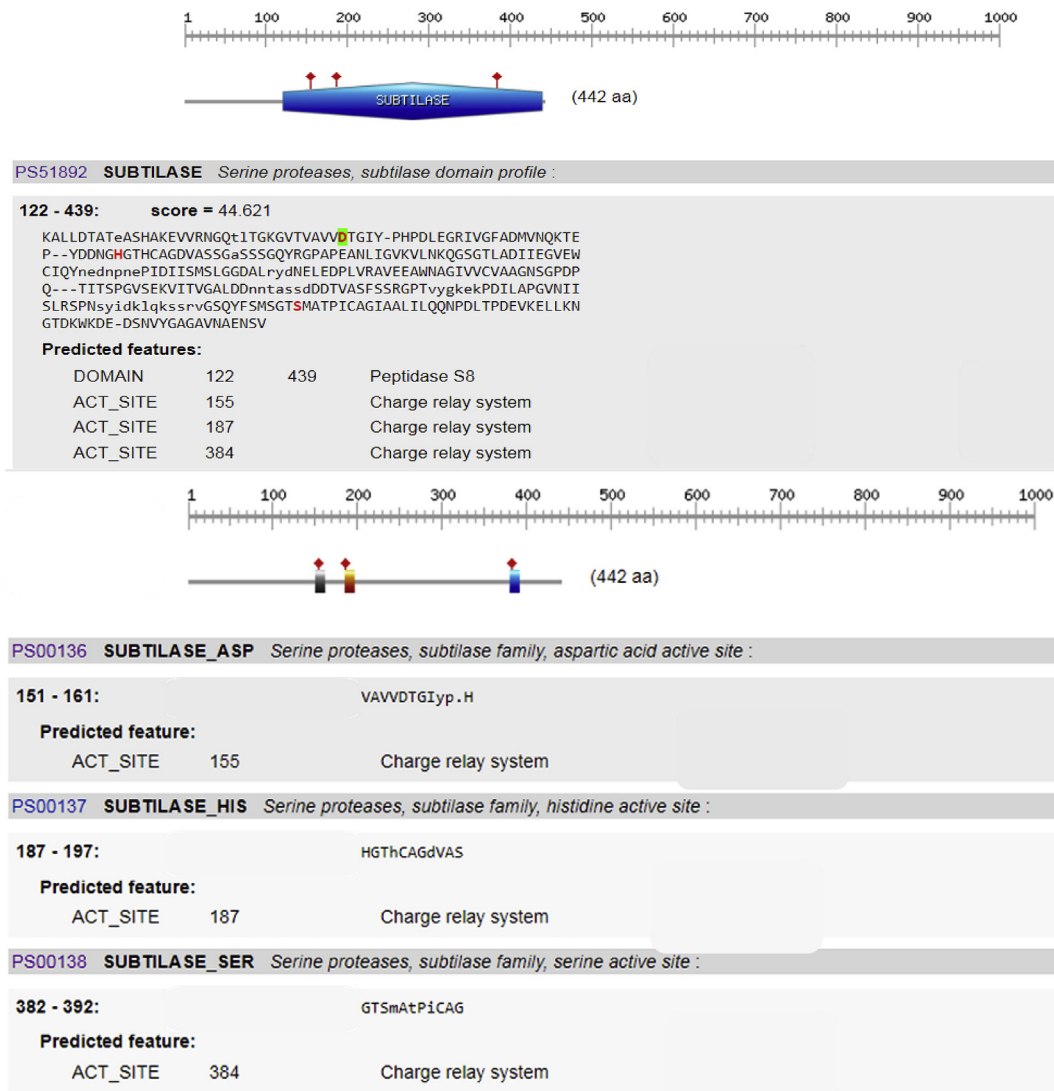 1 100 200 300 400 500 600 700 800 900 1000
SUBTILASE (442 aa)
PS51892 SUBTILASE Serine proteases, subtilase domain profile :
122 - 439: score = 44.621
KALLDTATeASHAKEVVRNGQtlTGKGVTVAVVDTGIY-PHPDLEGRIVGFADMVNQKTE
P--YDDNGHGTHCAGDVASSGaSSSGQYRGPAPEANLIGVKVLNKQGSGTLADIIEGVEW
CIQYnednpnePIDIISMSLGGDALrydNELEDPLVRAVEEAWNAGIVVCVAAGNSGPDP
Q---TITSPGVSEKVITVGALDDnntassdDDTVASFSSRGPTvygkekPDILAPGVNII
SLRSPNsyidklqkssrvGSQYFSMSGTSMATPICAGIAALILQQNPDLTPDEVKELLKN
GTDKWKDE-DSNVYGAGAVNAENSV
Predicted features:
DOMAIN 122 439 Peptidase S8
ACT_SITE 155 Charge relay system
ACT_SITE 187 Charge relay system
ACT_SITE 384 Charge relay system
1 100 200 300 400 500 600 700 800 900 1000
(442 aa)
PS00136 SUBTILASE_ASP Serine proteases, subtilase family, aspartic acid active site :
151 - 161: VAVVDTGIyp.H
Predicted feature:
ACT_SITE 155 Charge relay system
PS00137 SUBTILASE_HIS Serine proteases, subtilase family, histidine active site :
187 - 197: HGThCAGdVAS
Predicted feature:
ACT_SITE 187 Charge relay system
PS00138 SUBTILASE_SER Serine proteases, subtilase family, serine active site :
382 - 392: GTSmAtPiCAG
Predicted feature:
ACT_SITE 384 Charge relay system